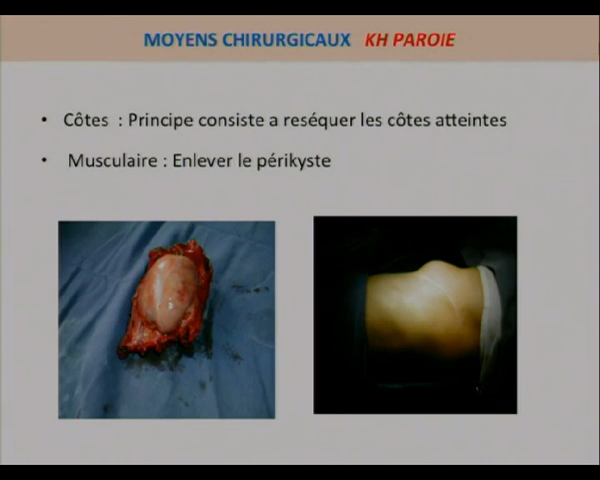 MOYENS CHIRURGICAUX KH PAROIE
• Côtes : Principe consiste a reséquer les côtes atteintes
• Musculaire : Enlever le périkyste